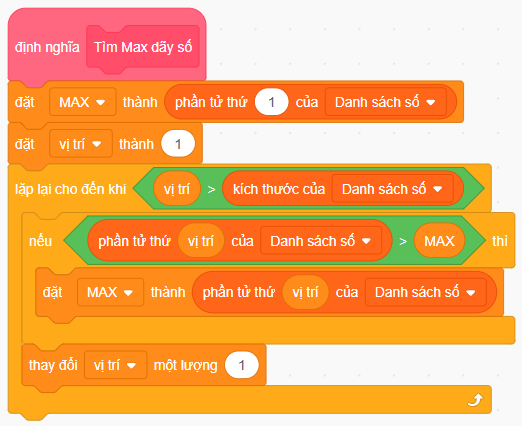 định nghĩa Tìm Max dãy số
đặt MAX thành phần tử thứ 1 của Danh sách số
đặt vị trí thành 1
lặp lại cho đến khi vị trí > kích thước của Danh sách số
nếu phần tử thứ vị trí của Danh sách số > MAX thì
đặt MAX thành phần tử thứ vị trí của Danh sách số
thay đổi vị trí một lượng 1